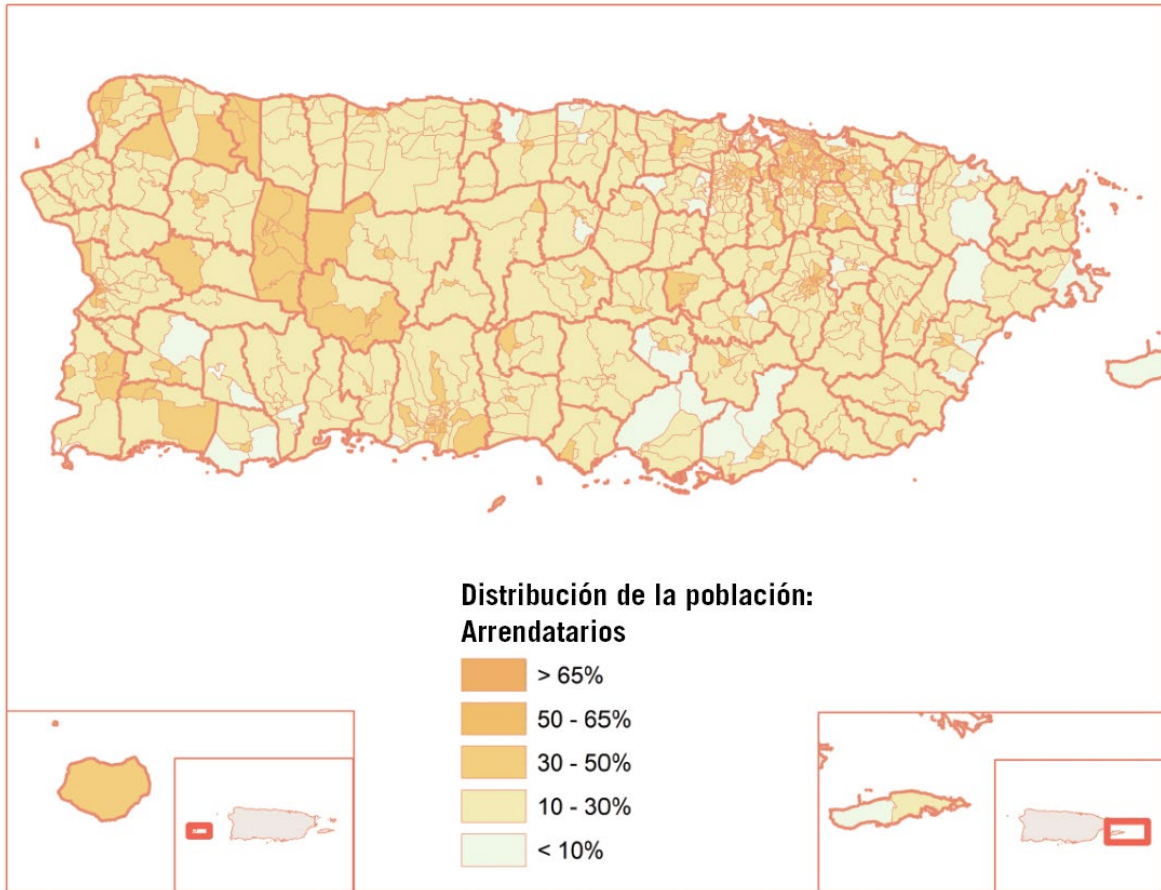 Distribución de la población:
Arrendatarios
> 65%
50 - 65%
30 - 50%
10 - 30%
< 10%